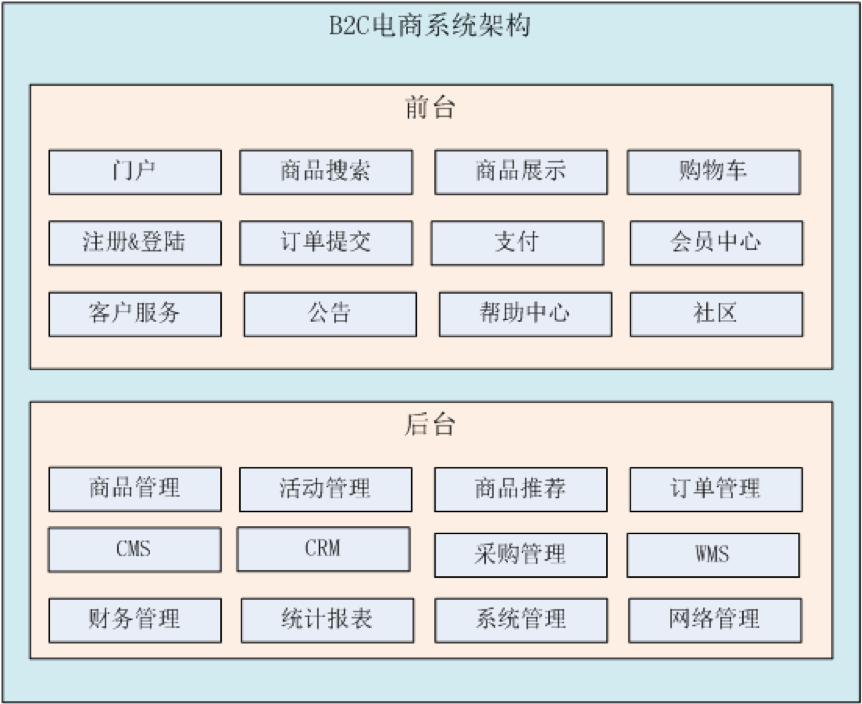 B2C电商系统架构
前台
门户 商品搜索 商品展示 购物车
注册&登陆 订单提交 支付 会员中心
客户服务 公告 帮助中心 社区
后台
商品管理 活动管理 商品推荐 订单管理
CMS CRM 采购管理 WMS
财务管理 统计报表 系统管理 网络管理